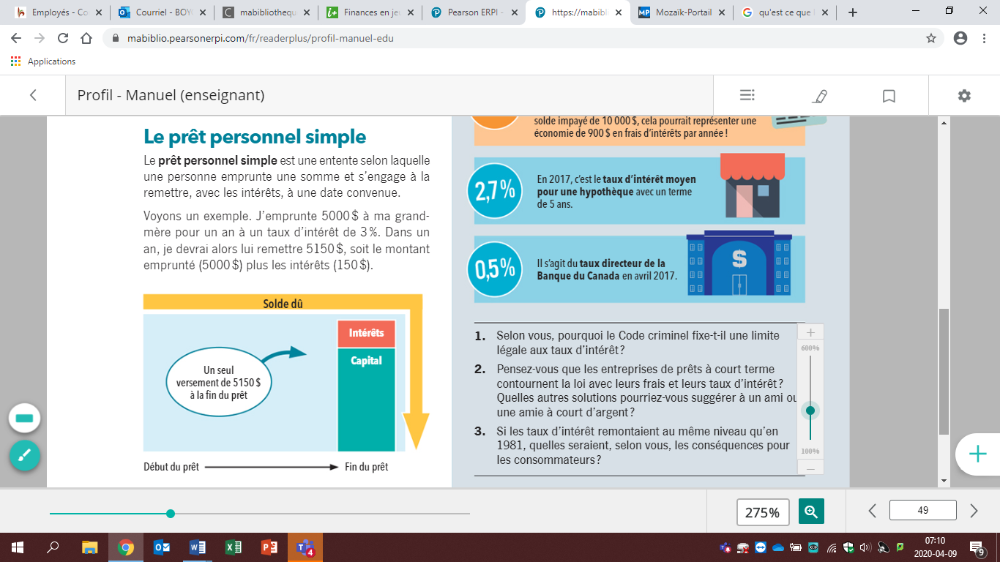 Employés - Co
Courriel - BOY
mabibliothequ
Finances en je
Pearson ERPI -
https://mabibl
MP Mozaïk-Portail
qu'est ce que l
mabiblio.pearsonerpi.com/fr/readerplus/profil-manuel-edu
Applications
Profil - Manuel (enseignant)
Le prêt personnel simple
Le prêt personnel simple est une entente selon laquelle
une personne emprunte une somme et s'engage à la
remettre, avec les intérêts, à une date convenue.
Voyons un exemple. J'emprunte 5000 $ à ma grand-
mère pour un an à un taux d'intérêt de 3 %. Dans un
an, je devrai alors lui remettre 5150 $, soit le montant
emprunté (5000 $) plus les intérêts (150 $).
Solde dû
Intérêts
Capital
Un seul
versement de 5150 $
à la fin du prêt
Début du prêt
Fin du prêt
solde impayé de 10 000 $, cela pourrait représenter une
économie de 900 $ en frais d'intérêts par année !
2,7 %
En 2017, c'est le taux d'intérêt moyen
pour une hypothèque avec un terme
de 5 ans.
0,5 %
Il s'agit du taux directeur de la
Banque du Canada en avril 2017.
$
1. Selon vous, pourquoi le Code criminel fixe-t-il une limite
légale aux taux d'intérêt ?
2. Pensez-vous que les entreprises de prêts à court terme
contournent la loi avec leurs frais et leurs taux d'intérêt ?
Quelles autres solutions pourriez-vous suggérer à un ami ou
une amie à court d'argent ?
3. Si les taux d'intérêt remontaient au même niveau qu'en
1981, quelles seraient, selon vous, les conséquences pour
les consommateurs ?
600%
100%
275%
49
4
07:10
2020-04-09
9